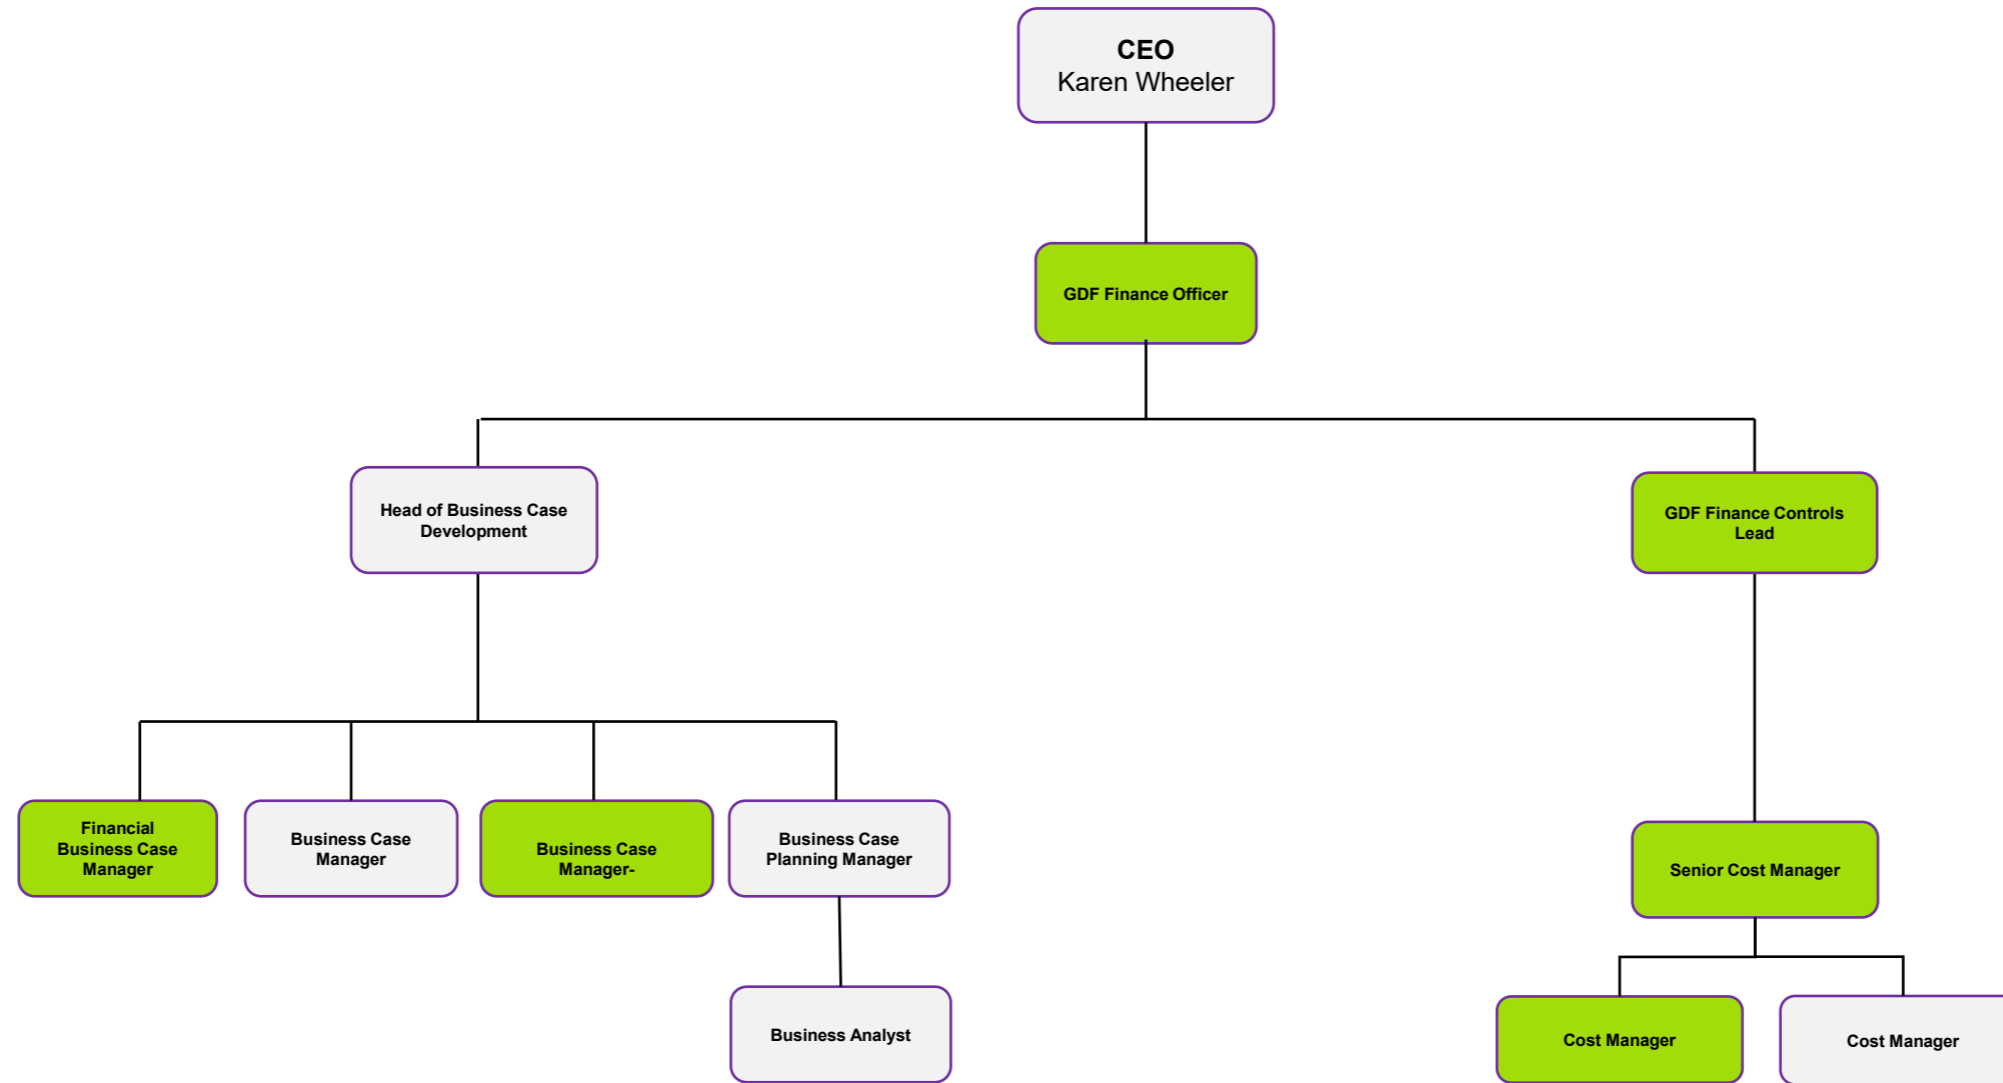 CEO
Karen Wheeler
GDF Finance Officer
Head of Business Case
Development
GDF Finance Controls
Lead
Financial
Business Case
Manager
Business Case
Manager
Business Case
Manager-
Business Case
Planning Manager
Senior Cost Manager
Business Analyst
Cost Manager
Cost Manager